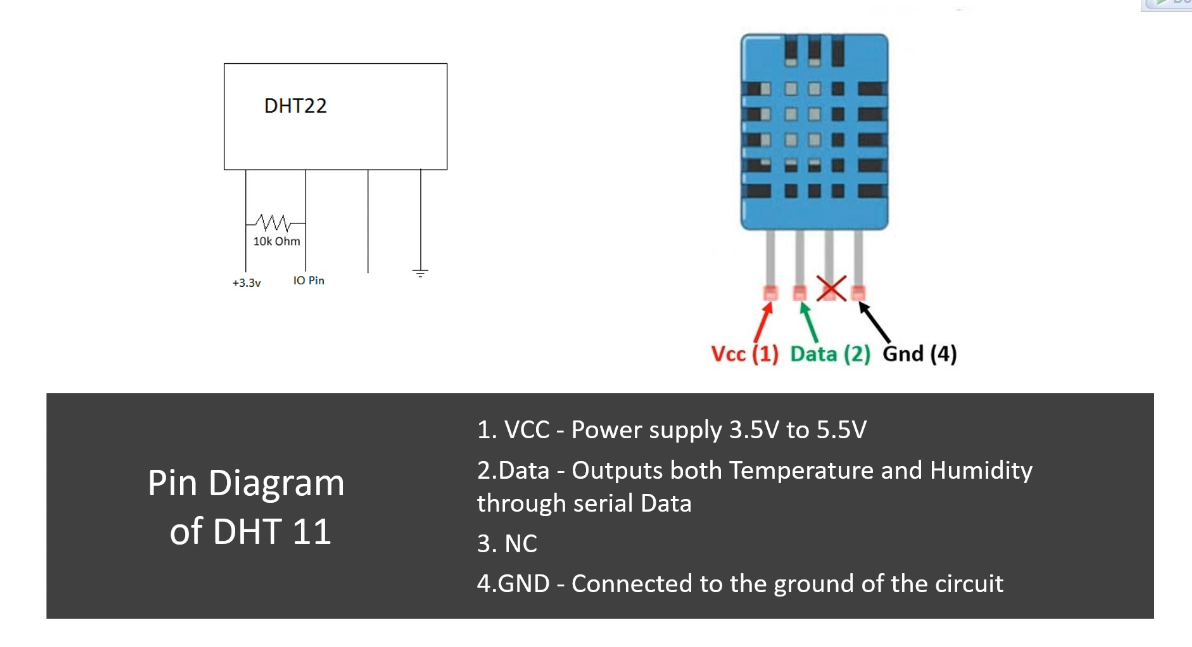 DHT22
10k Ohm
+3.3v
IO Pin
Vcc (1) Data (2) Gnd (4)
Pin Diagram
of DHT 11
1. VCC - Power supply 3.5V to 5.5V
2.Data - Outputs both Temperature and Humidity
through serial Data
3. NC
4.GND - Connected to the ground of the circuit